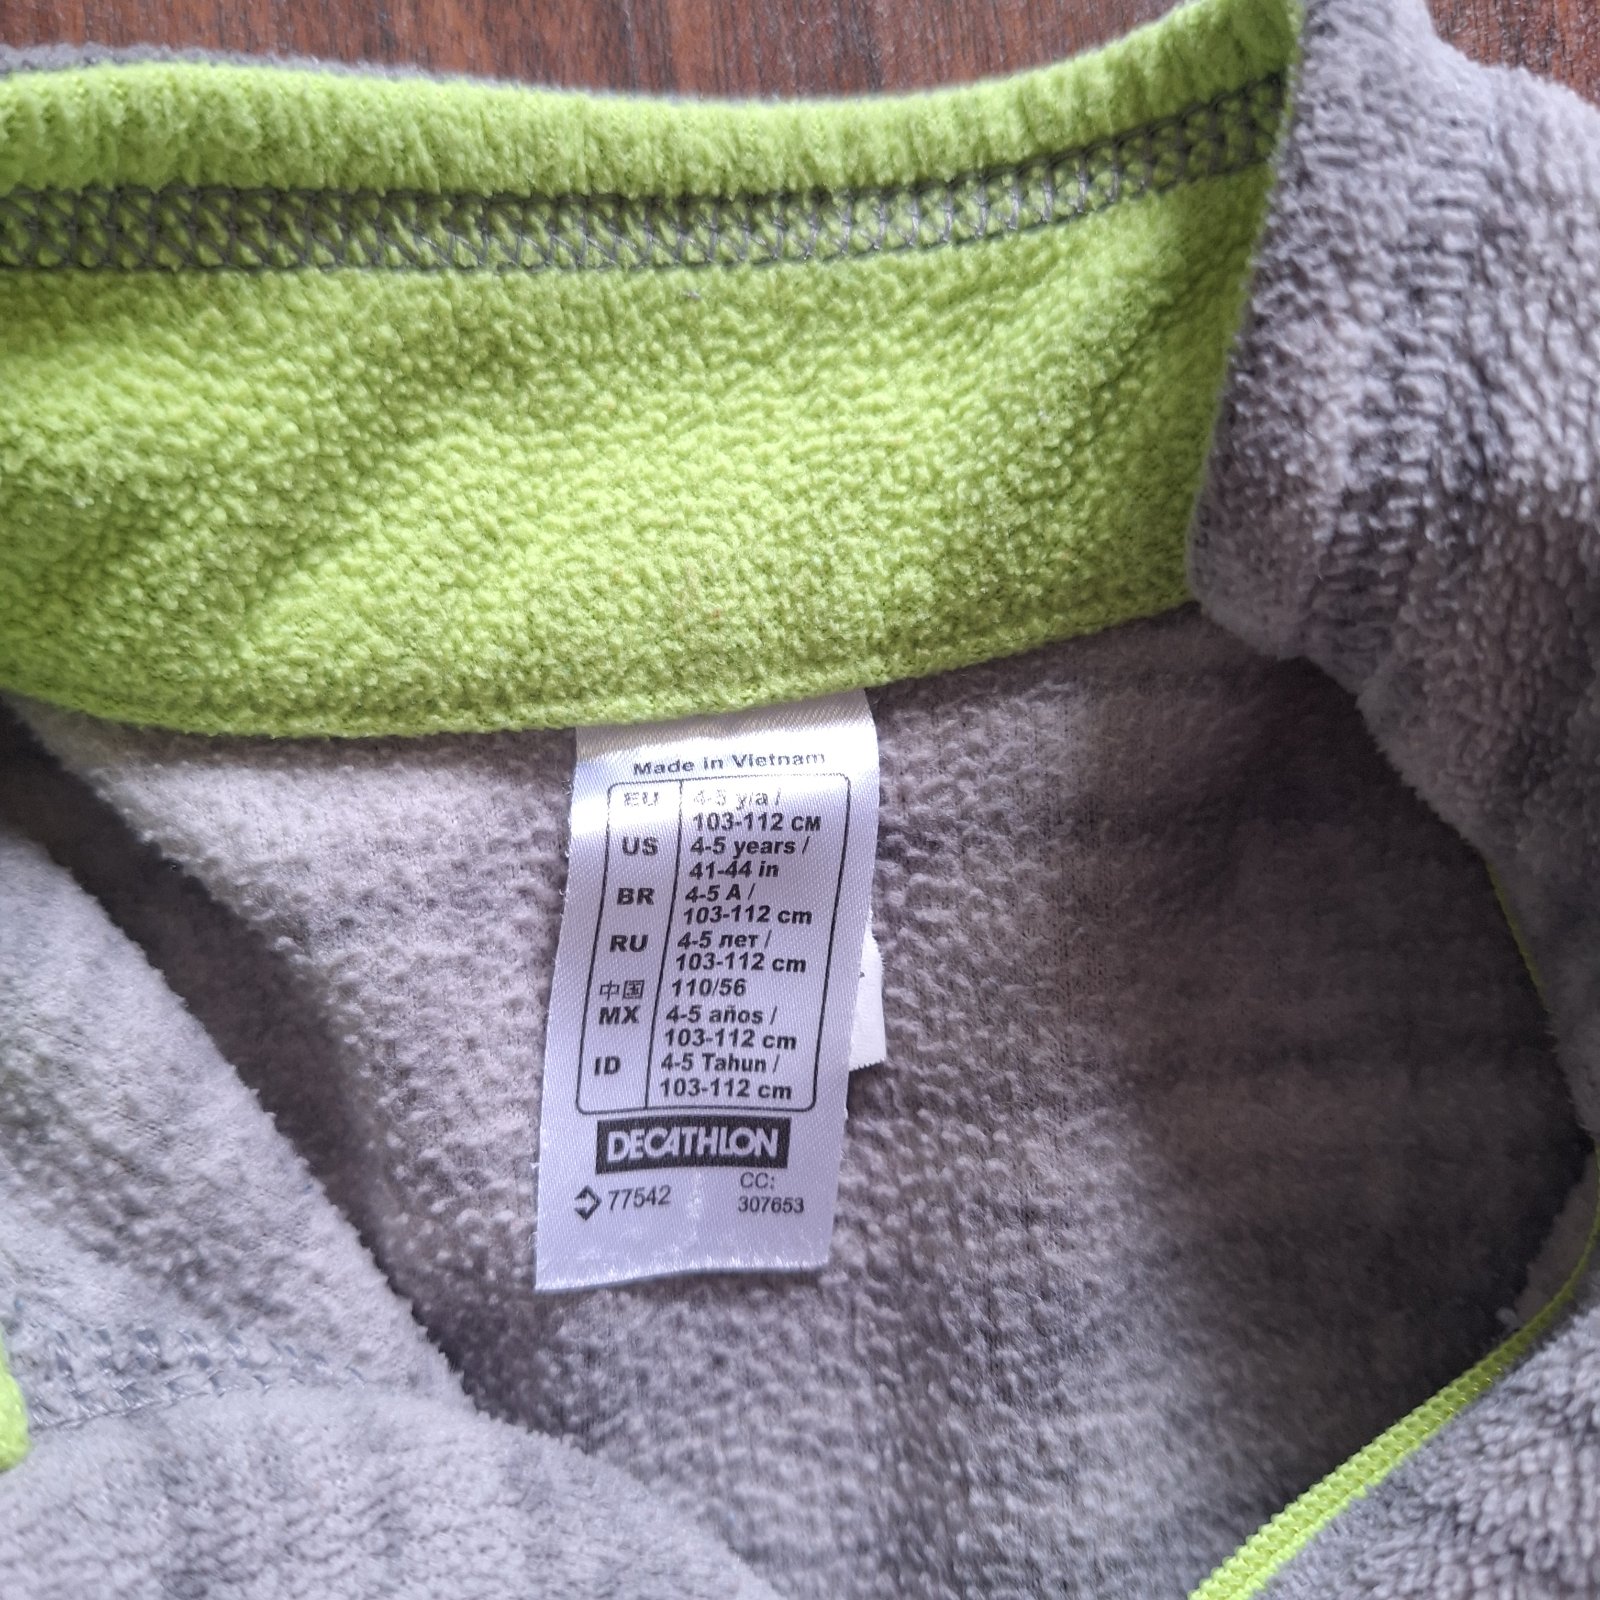 Made in Vietnam
EU 4-5 y/a /
103-112 CM
US 4-5 years /
41-44 in
BR 4-5 A /
103-112 cm
RU 4-5 лет /
103-112 cm
中国 110/56
MX 4-5 años /
103-112 cm
ID 4-5 Tahun /
103-112 cm
DECATHLON
77542
CC:
307653